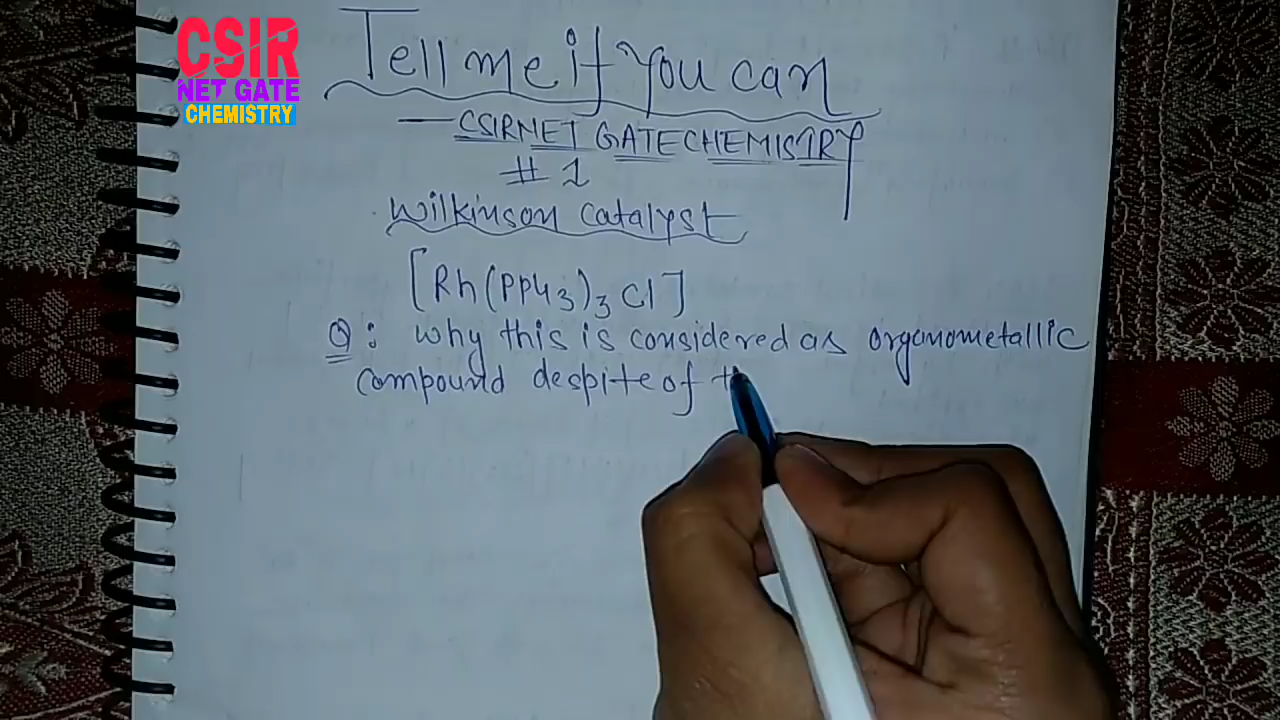 CSIR
NET GATE
CHEMISTRY
Tell me if You can
— CSIRNET GATECHEMISTRY
# 1
Wilkinson Catalyst
[Rh(PPh3)3Cl]
Q: why this is considered as organometallic
compound despite of t